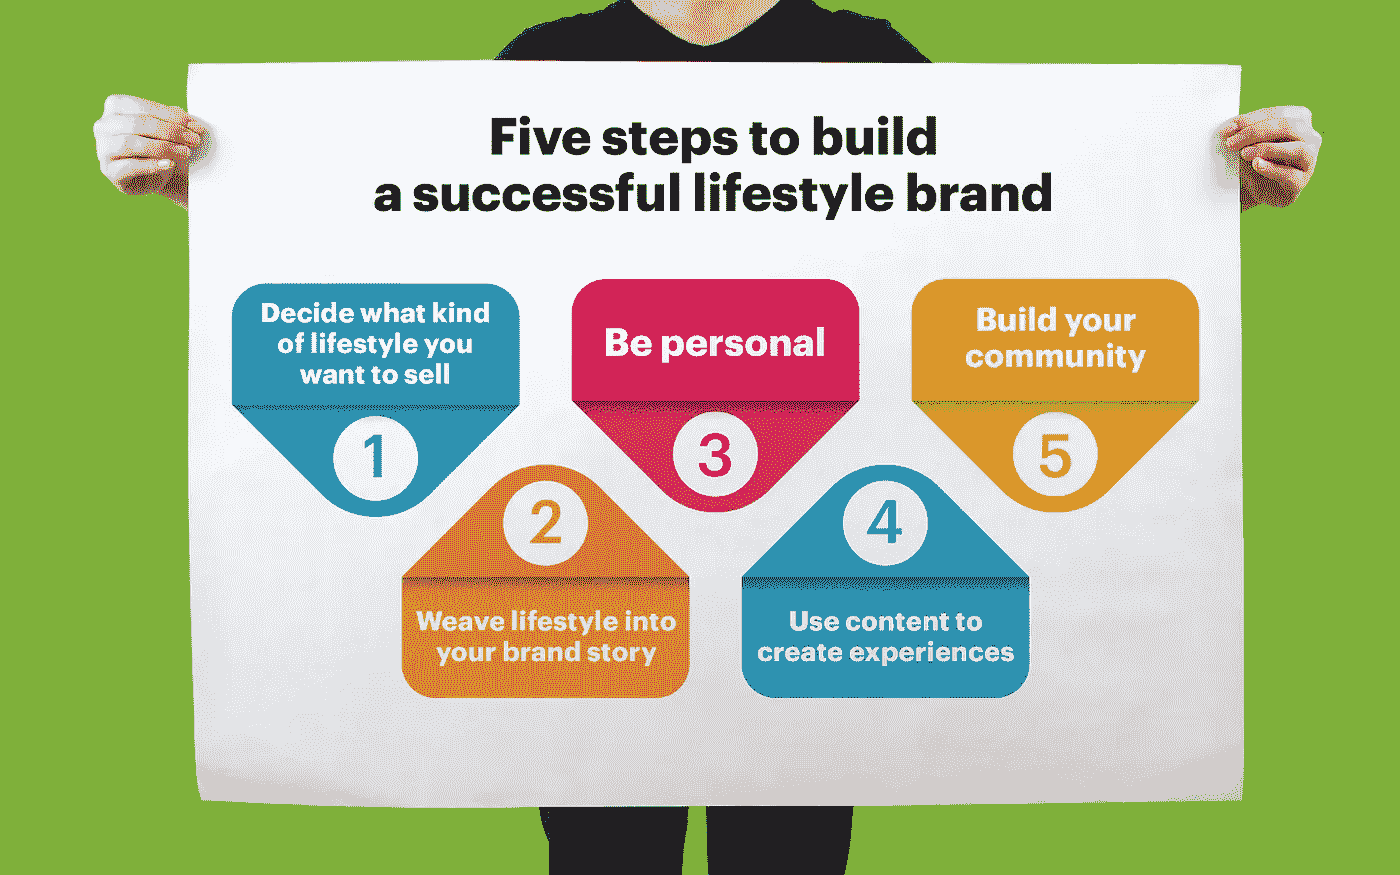 Five steps to build
a successful lifestyle brand
Decide what kind
of lifestyle you
want to sell
1
2
Weave lifestyle into
your brand story
Be personal
3
4
Use content to
create experiences
Build your
community
5